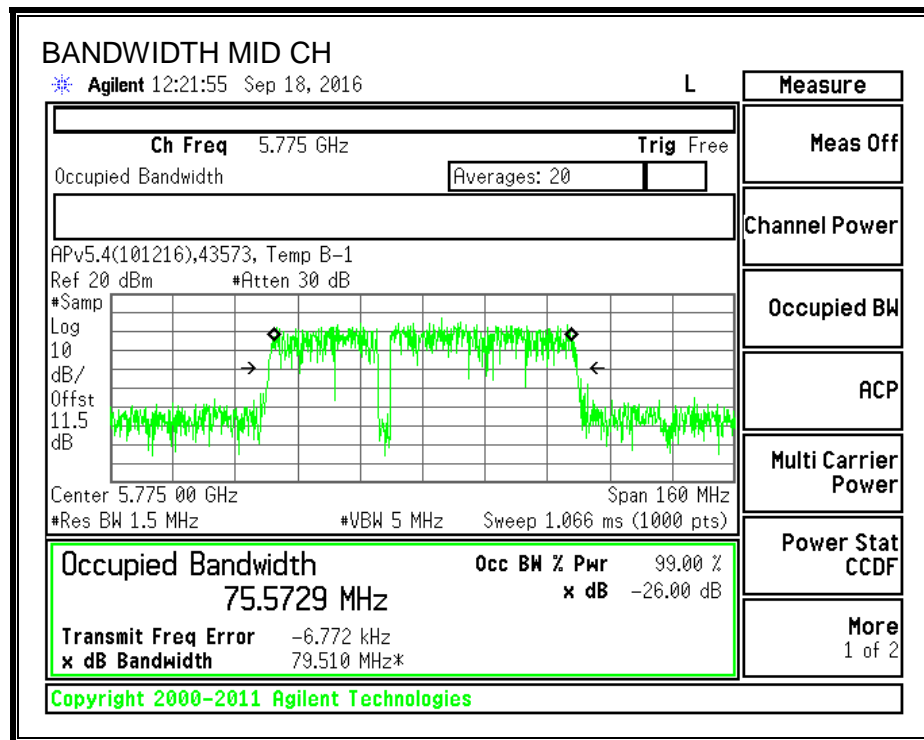 BANDWIDTH MID CH
Agilent 12:21:55 Sep 18, 2016 L
Measure
Ch Freq 5.775 GHz Trig Free
Occupied Bandwidth Averages: 20
APv5.4(101216),43573, Temp B-1
Ref 20 dBm #Atten 30 dB
#Samp
Log
10
dB/
Offst
11.5
dB
Center 5.775 00 GHz Span 160 MHz
#Res BW 1.5 MHz #VBW 5 MHz Sweep 1.066 ms (1000 pts)
Occupied Bandwidth Occ BW % Pwr 99.00 %
75.5729 MHz x dB -26.00 dB
Transmit Freq Error -6.772 kHz
x dB Bandwidth 79.510 MHz*
Meas Off
Channel Power
Occupied BW
ACP
Multi Carrier
Power
Power Stat
CCDF
More
1 of 2
Copyright 2000-2011 Agilent Technologies